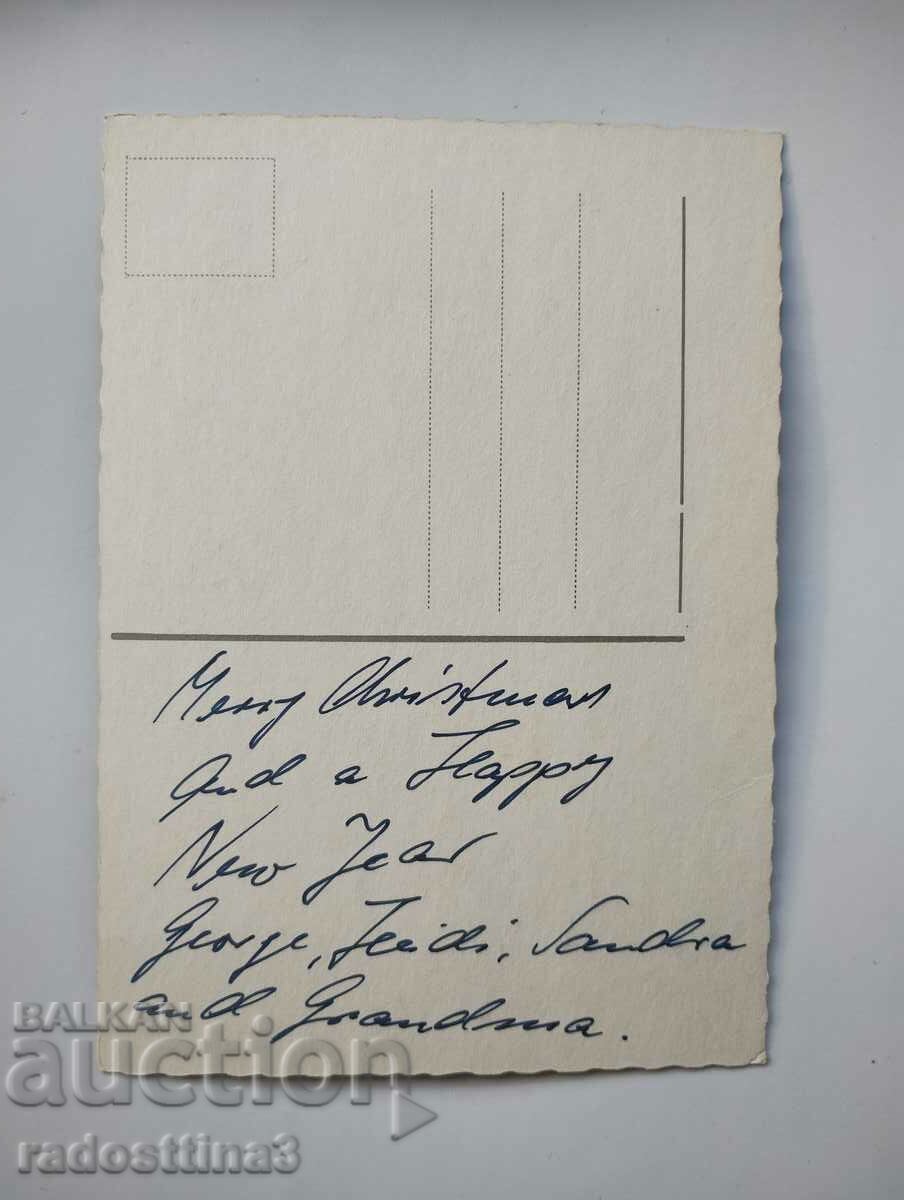 Merry Christmas
And a Happy
New Year
George, Heidi, Sandra
and Grandma.
BALKAN
auction
radosttina3